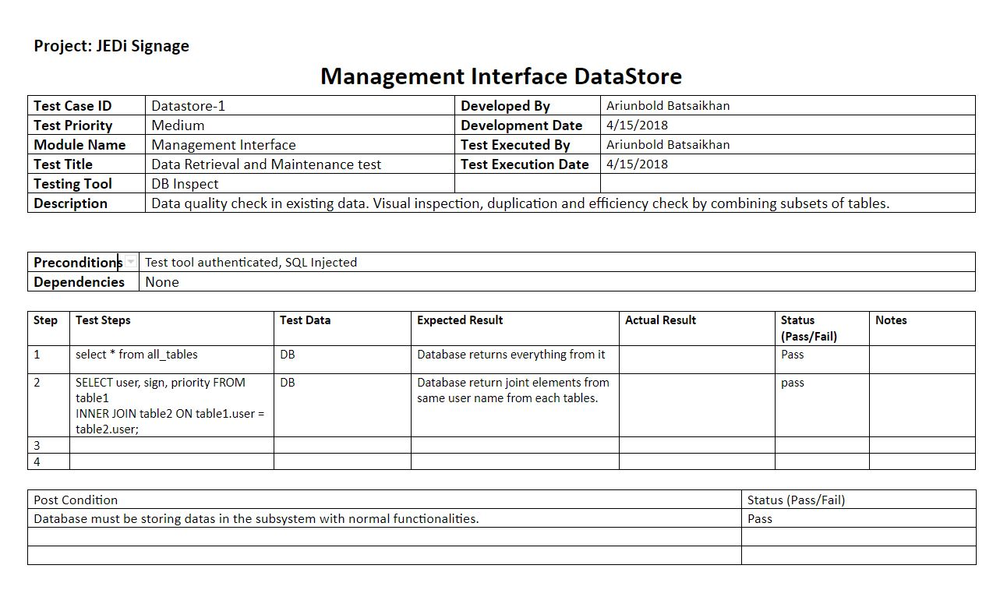 Project: JEDi Signage
Management Interface DataStore
Test Case ID Datastore-1 Developed By Ariunbold Batsaikhan
Test Priority Medium Development Date 4/15/2018
Module Name Management Interface Test Executed By Ariunbold Batsaikhan
Test Title Data Retrieval and Maintenance test Test Execution Date 4/15/2018
Testing Tool DB Inspect
Description Data quality check in existing data. Visual inspection, duplication and efficiency check by combining subsets of tables.
Preconditions Test tool authenticated, SQL Injected
Dependencies None
Step Test Steps Test Data Expected Result Actual Result Status
(Pass/Fail) Notes
1 select * from all_tables DB Database returns everything from it Pass
2 SELECT user, sign, priority FROM DB Database return joint elements from pass
table1 same user name from each tables.
INNER JOIN table2 ON table1.user =
table2.user;
3
4
Post Condition Status (Pass/Fail)
Database must be storing datas in the subsystem with normal functionalities. Pass